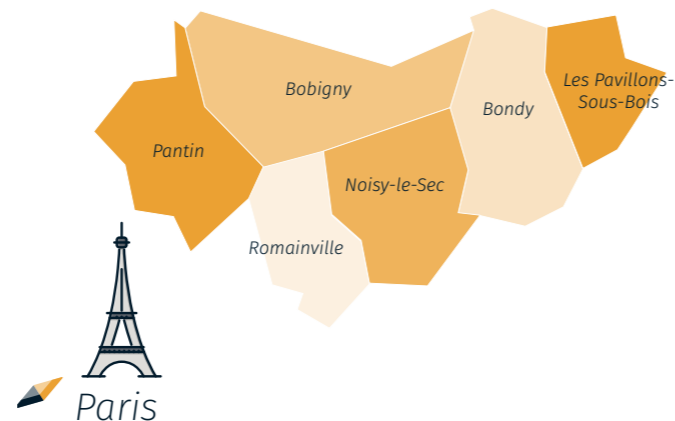 Les Pavillons-
Sous-Bois
Bobigny
Bondy
Pantin
Noisy-le-Sec
Romainville
Paris